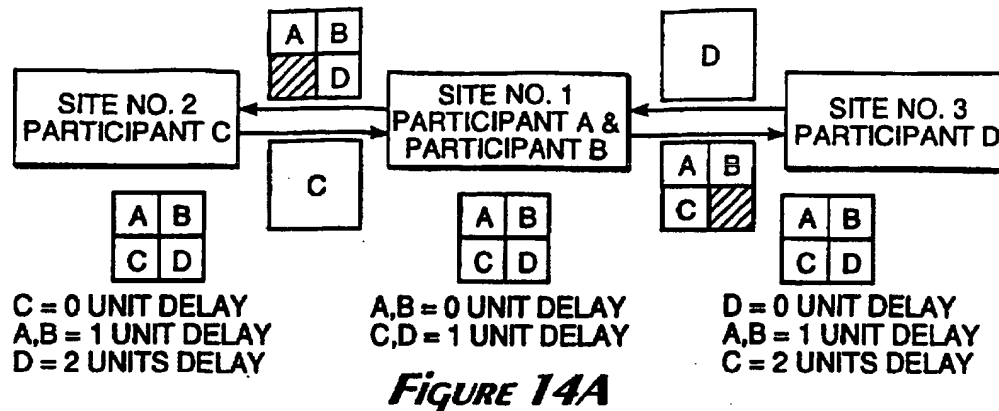 A B
D
D
SITE NO. 2
PARTICIPANT C
SITE NO. 1
PARTICIPANT A &
PARTICIPANT B
SITE NO. 3
PARTICIPANT D
C
A B
C
A B
C D
A B
C D
A B
C D
C = 0 UNIT DELAY
A,B = 1 UNIT DELAY
D = 2 UNITS DELAY
A,B = 0 UNIT DELAY
C,D = 1 UNIT DELAY
D = 0 UNIT DELAY
A,B = 1 UNIT DELAY
C = 2 UNITS DELAY
FIGURE 14A